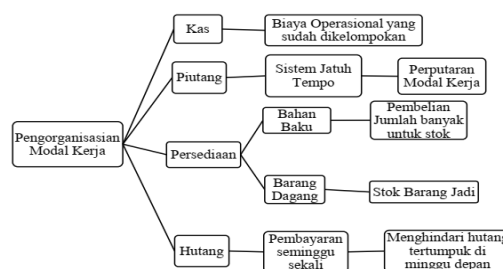 Kas
Biaya Operasional yang
sudah dikelompokan
Piutang
Sistem Jatuh
Tempo
Perputaran
Modal Kerja
Pengorganisasian
Modal Kerja
Persediaan
Bahan
Baku
Pembelian
Jumlah banyak
untuk stok
Barang
Dagang
Stok Barang Jadi
Hutang
Pembayaran
seminggu
sekali
Menghindari hutang
tertumpuk di
minggu depan